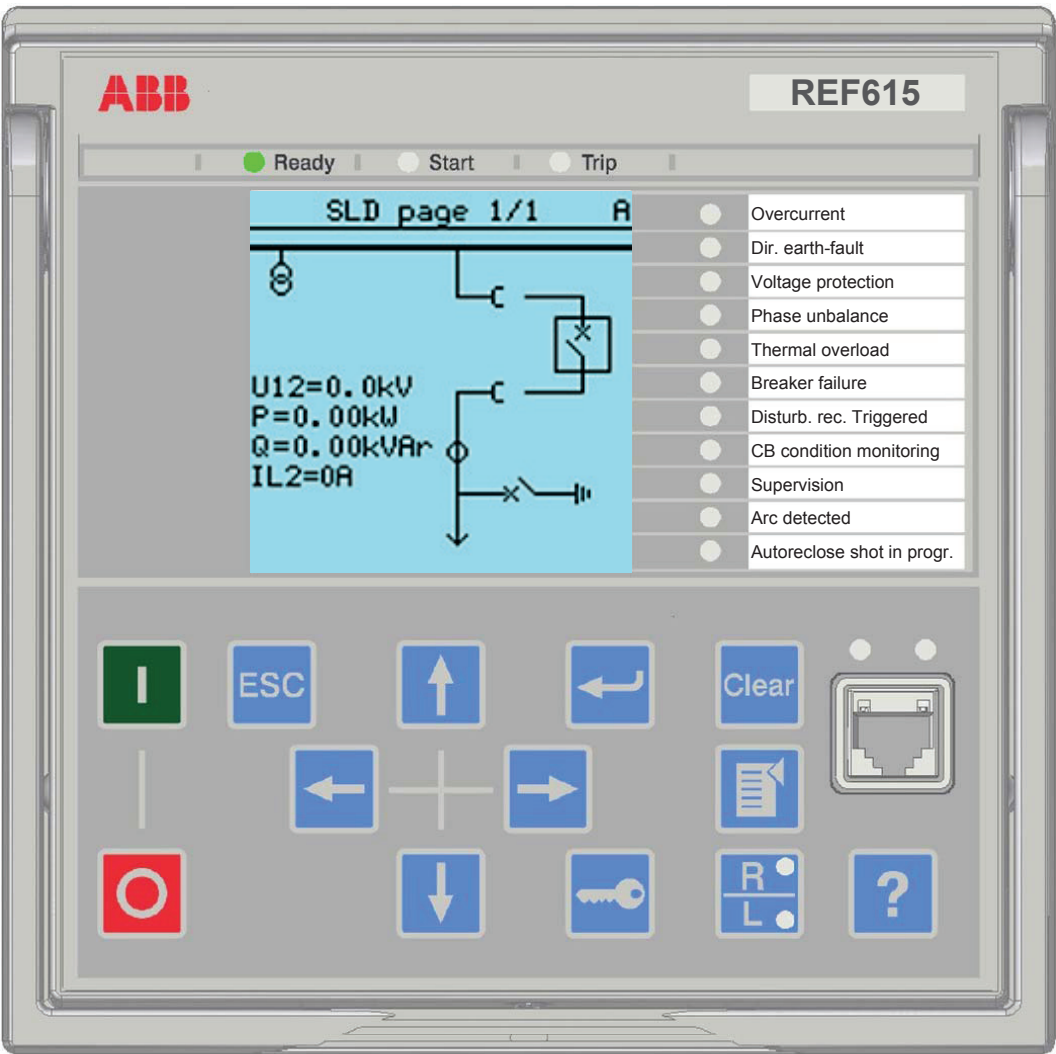 ABB
REF615
Ready
Start
Trip
SLD page 1/1 A
U12=0.0kV
P=0.00kW
Q=0.00kVAr
IL2=0A
Overcurrent
Dir. earth-fault
Voltage protection
Phase unbalance
Thermal overload
Breaker failure
Disturb. rec. Triggered
CB condition monitoring
Supervision
Arc detected
Autoreclose shot in progr.
I
ESC
Clear
O
R
L
?